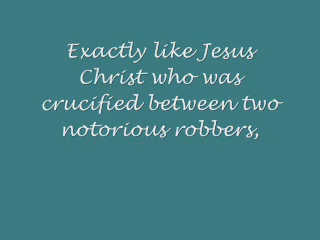 Exactly like Jesus
Christ who was
crucified between two
notorious robbers,